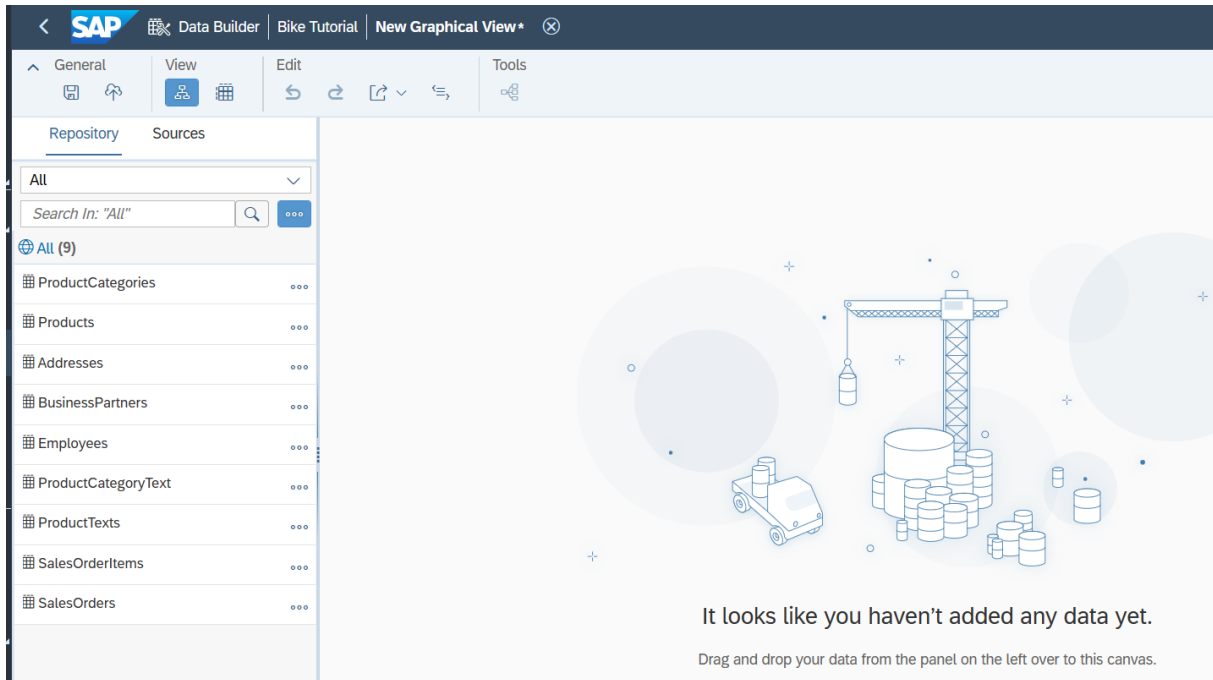 SAP Data Builder Bike Tutorial New Graphical View*
General View Edit Tools
Repository Sources
All
Search In: "All"
All (9)
ProductCategories
Products
Addresses
BusinessPartners
Employees
ProductCategoryText
ProductTexts
SalesOrderItems
SalesOrders
It looks like you haven’t added any data yet.
Drag and drop your data from the panel on the left over to this canvas.